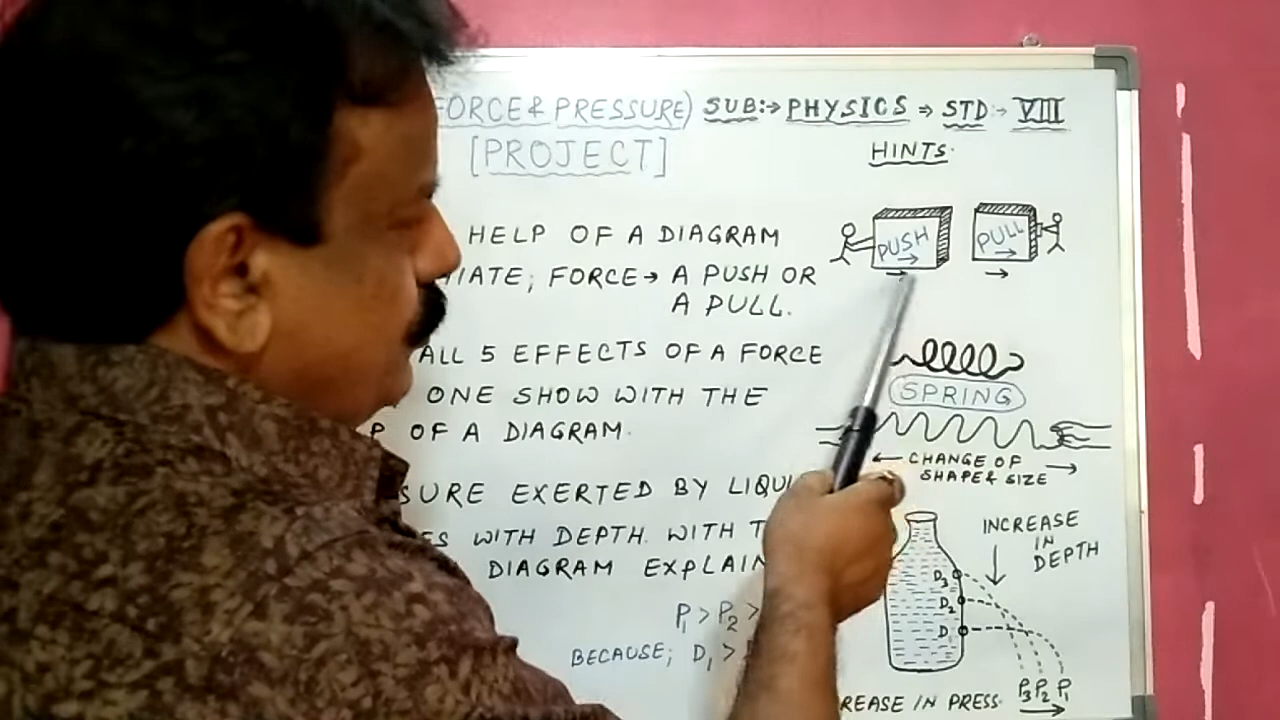 FORCE & PRESSURE) SUB:→ PHYSICS ⇒ STD:→ VIII
[PROJECT]
HINTS:
HELP OF A DIAGRAM
IATE; FORCE → A PUSH OR
A PULL.
PUSH →
→
PULL →
→
ALL 5 EFFECTS OF A FORCE
ONE SHOW WITH THE
P OF A DIAGRAM.
SPRING
← CHANGE OF
SHAPE & SIZE →
SURE EXERTED BY LIQUI
ES WITH DEPTH. WITH T
DIAGRAM EXPLAIN
P₁ > P₂ >
BECAUSE; D₁ >
INCREASE
IN
DEPTH
D₃
D₂
D
P₃ P₂ P₁
REASE IN PRESS. →